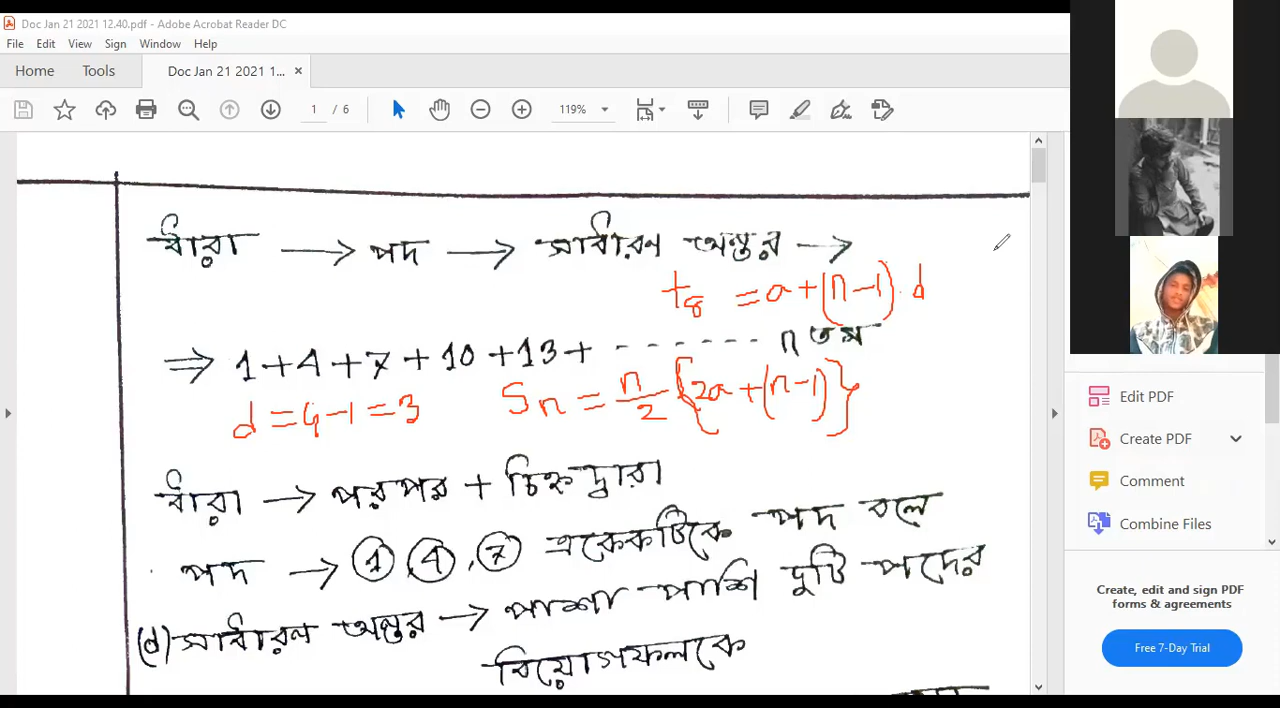 Doc Jan 21 2021 12.40.pdf - Adobe Acrobat Reader DC
File Edit View Sign Window Help
Home Tools Doc Jan 21 2021 1... ×
1 / 6 119%
ধারা → পদ → সাধারণ অন্তর →
t8 = a + (n-1). d
⇒ 1 + 4 + 7 + 10 + 13 + ....... n তম
d = 4 - 1 = 3 Sn = n/2 {2a + (n-1)}
ধারা → পরপর + চিহ্ন দ্বারা
পদ → 1, 4, 7 একেকটিকে পদ বলে
(d) সাধারণ অন্তর → পাশা পাশি দুটি পদের
বিয়োগফলকে
Edit PDF
Create PDF
Comment
Combine Files
Create, edit and sign PDF
forms & agreements
Free 7-Day Trial